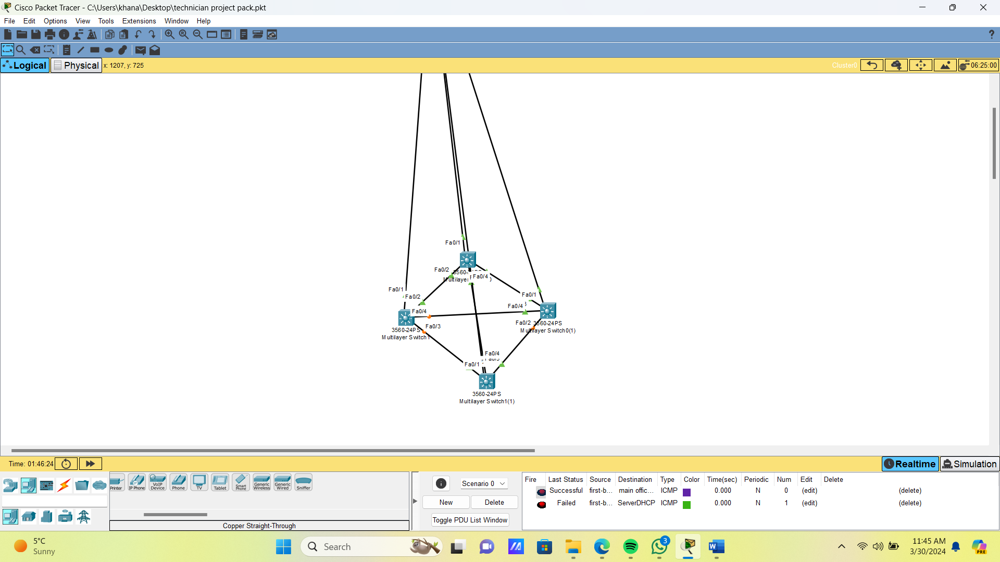 Cisco Packet Tracer - C:\Users\khana\Desktop\technician project pack.pkt
File Edit Options View Tools Extensions Window Help
?
Logical Physical x: 1207, y: 725 Cluster0 06:25:00
Fa0/1
Fa0/2 3560- Fa0/4
Multilayer
Fa0/1
Fa0/2
Fa0/1
Fa0/4
Fa0/4
Fa0/3
Fa0/2 3560-24PS
Multilayer Switch0(1)
3560-24PS
Multilayer Switch1
Fa0/4
Fa0/1
3560-24PS
Multilayer Switch1(1)
Time: 01:46:24 Realtime Simulation
Printer IP Phone VoIP Device Phone TV Tablet Smart Phone Generic Wireless Generic Wired Sniffer
Copper Straight-Through
Scenario 0
New Delete
Toggle PDU List Window
Fire Last Status Source Destination Type Color Time(sec) Periodic Num Edit Delete
Successful first-b... main offic... ICMP 0.000 N 0 (edit) (delete)
Failed first-b... ServerDHCP ICMP 0.000 N 1 (edit) (delete)
5°C
Sunny
Search
3
11:45 AM
3/30/2024
PRE